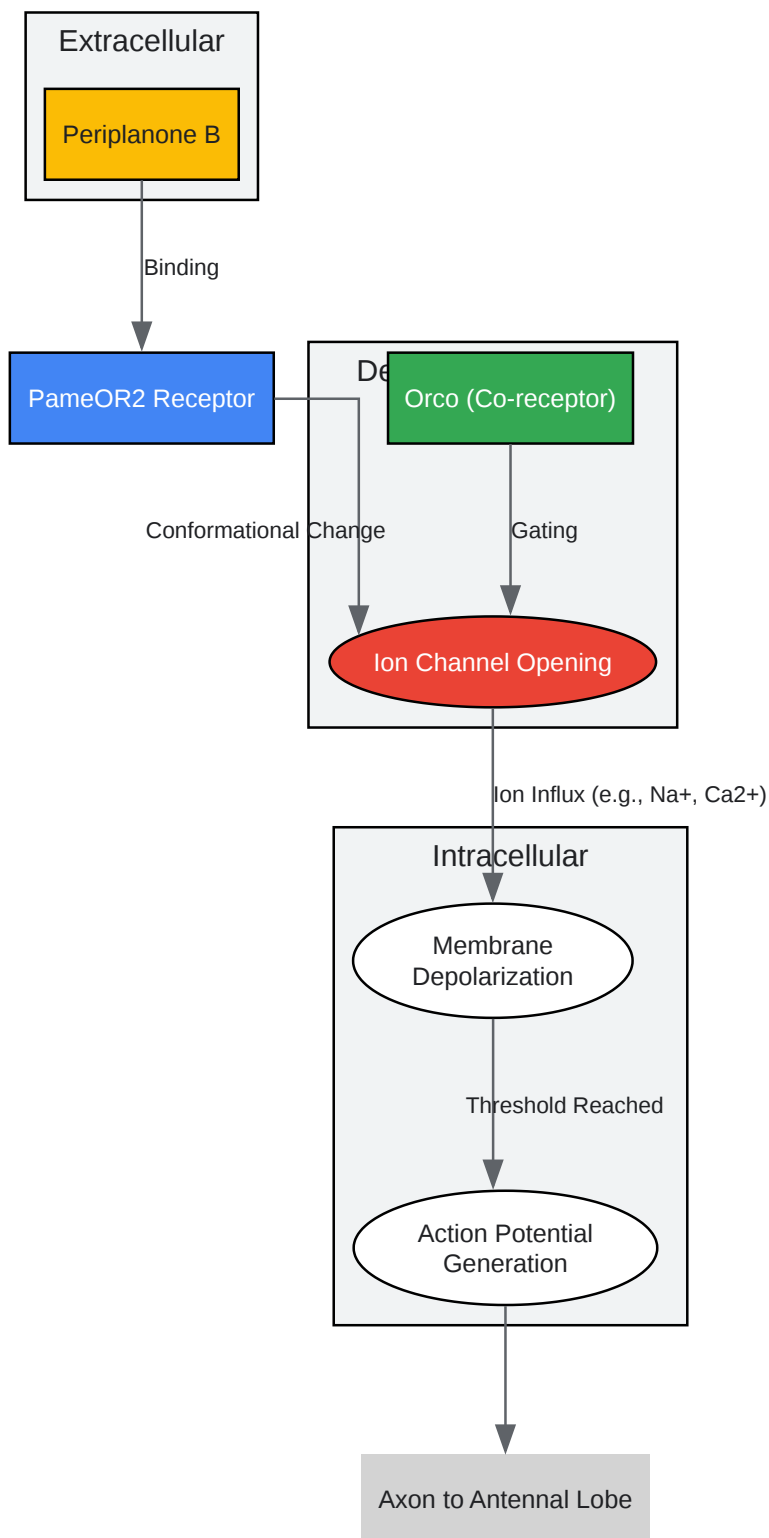 Extracellular
Periplanone B
Binding
PameOR2 Receptor
Orco (Co-receptor)
Conformational Change
Gating
Ion Channel Opening
Ion Influx (e.g., Na+, Ca2+)
Intracellular
Membrane
Depolarization
Threshold Reached
Action Potential
Generation
Axon to Antennal Lobe